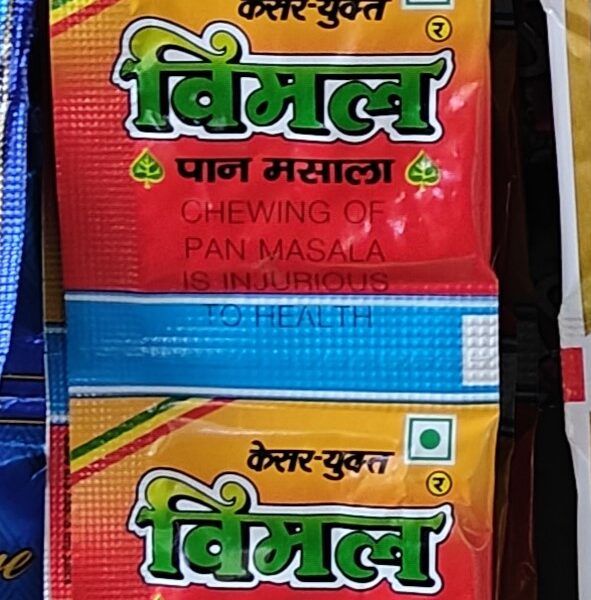 केसर-युक्त
र
विमल
पान मसाला
CHEWING OF
PAN MASALA
IS INJURIOUS
TO HEALTH
केसर-युक्त
र
विमल